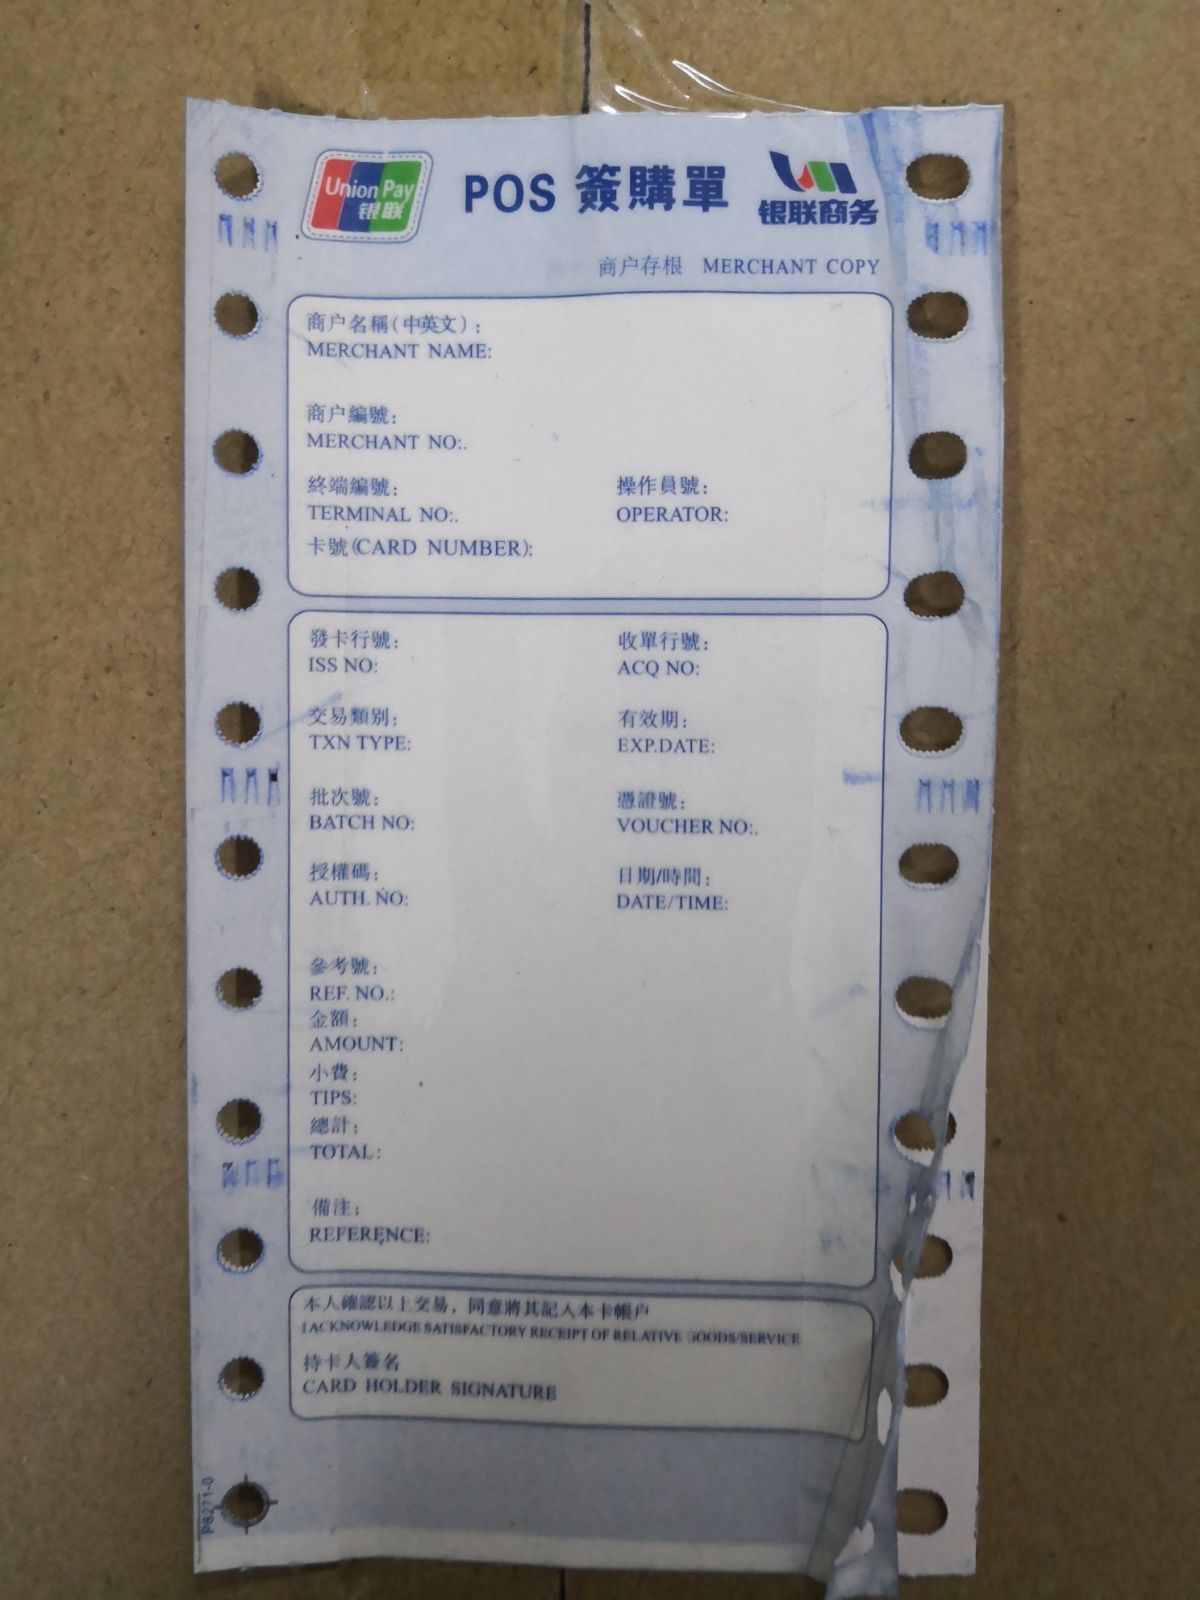 Union Pay
银联
POS 簽購單
银联商务
商户存根 MERCHANT COPY
商户名稱(中英文):
MERCHANT NAME:
商户編號:
MERCHANT NO:.
終端編號: 操作員號:
TERMINAL NO:. OPERATOR:
卡號(CARD NUMBER):
發卡行號: 收單行號:
ISS NO: ACQ NO:
交易類别: 有效期:
TXN TYPE: EXP.DATE:
批次號: 憑證號:
BATCH NO: VOUCHER NO:.
授權碼: 日期/時間:
AUTH. NO: DATE/TIME:
參考號:
REF. NO.:
金額:
AMOUNT:
小費:
TIPS:
總計:
TOTAL:
備注:
REFERENCE:
本人確認以上交易，同意將其記入本卡帳户
I ACKNOWLEDGE SATISFACTORY RECEIPT OF RELATIVE GOODS/SERVICE
持卡人簽名
CARD HOLDER SIGNATURE
P8271-0